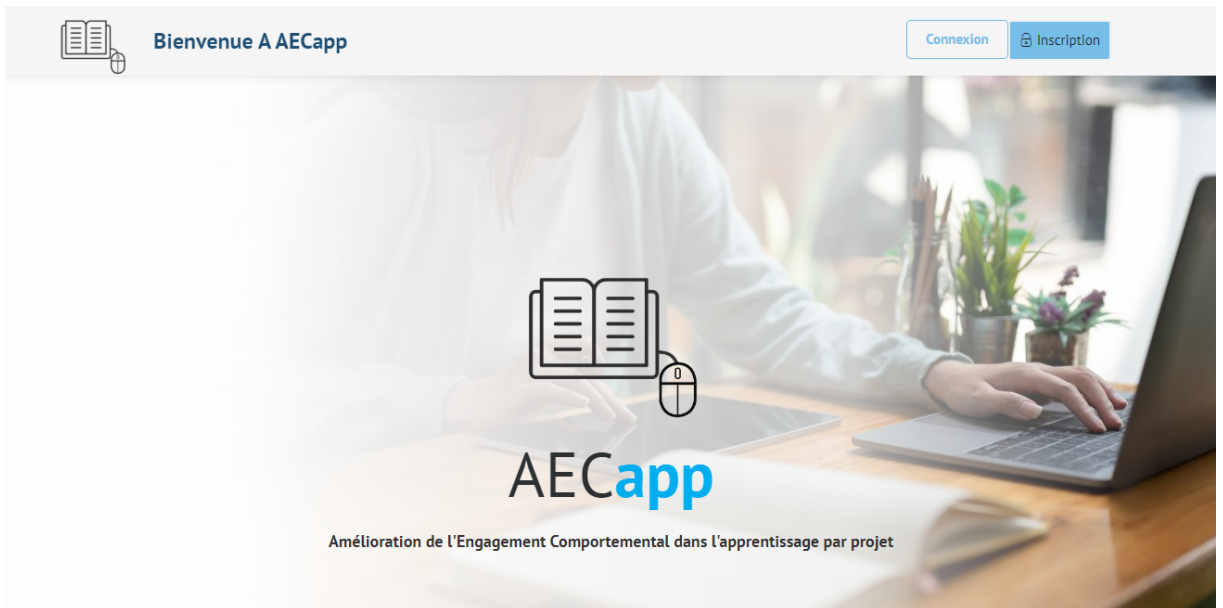 Bienvenue A AECapp
Connexion
Inscription
AECapp
Amélioration de l'Engagement Comportemental dans l'apprentissage par projet